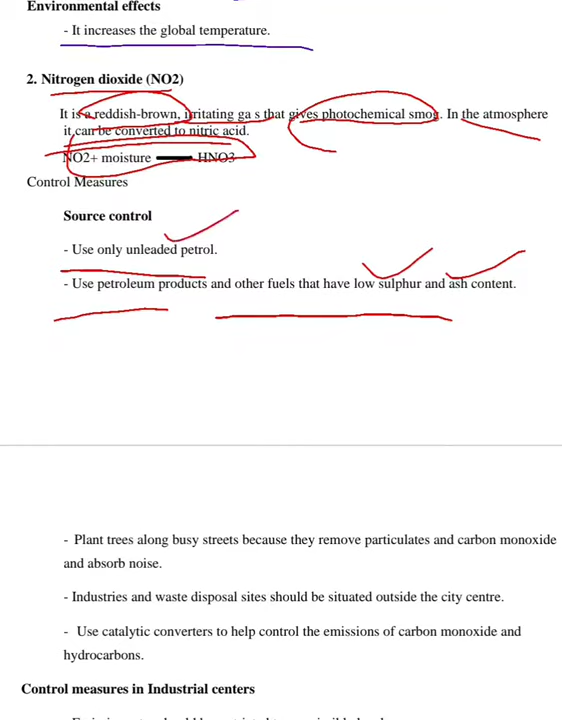 Environmental effects
- It increases the global temperature.
2. Nitrogen dioxide (NO2)
It is a reddish-brown, irritating ga s that gives photochemical smog. In the atmosphere
it can be converted to nitric acid.
NO2+ moisture HNO3
Control Measures
Source control
- Use only unleaded petrol.
- Use petroleum products and other fuels that have low sulphur and ash content.
- Plant trees along busy streets because they remove particulates and carbon monoxide
and absorb noise.
- Industries and waste disposal sites should be situated outside the city centre.
- Use catalytic converters to help control the emissions of carbon monoxide and
hydrocarbons.
Control measures in Industrial centers